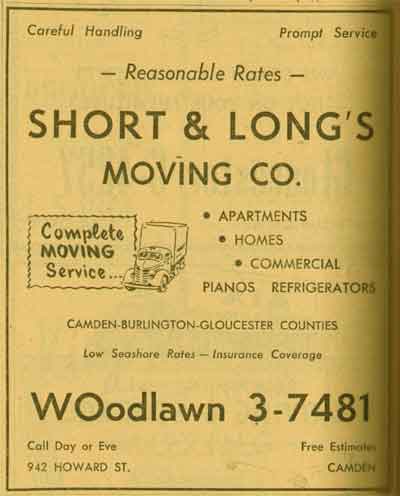 Careful Handling Prompt Service
— Reasonable Rates —
SHORT & LONG'S
MOVING CO.
Complete
MOVING
Service...
• APARTMENTS
• HOMES
• COMMERCIAL
PIANOS REFRIGERATORS
CAMDEN-BURLINGTON-GLOUCESTER COUNTIES
Low Seashore Rates — Insurance Coverage
WOodlawn 3-7481
Call Day or Eve Free Estimates
942 HOWARD ST. CAMDEN